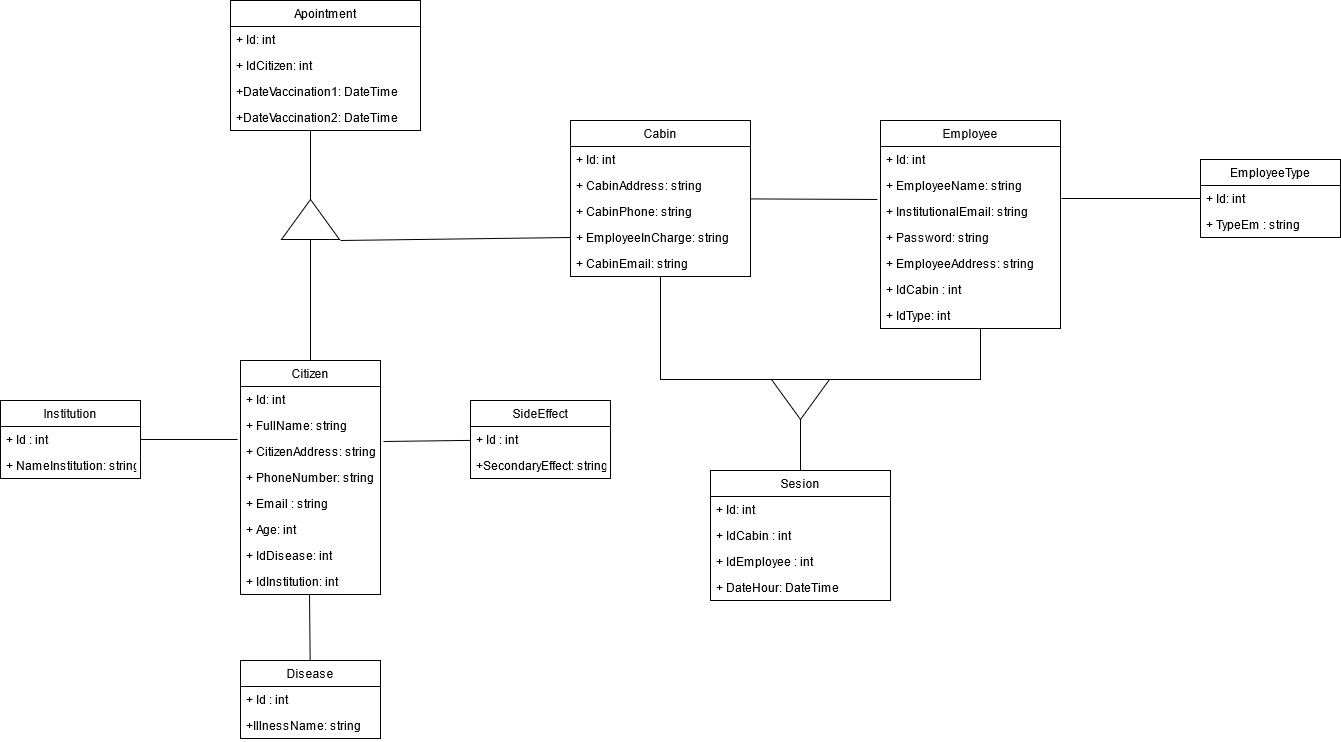 Apointment
+ Id: int
+ IdCitizen: int
+DateVaccination1: DateTime
+DateVaccination2: DateTime
Cabin
+ Id: int
+ CabinAddress: string
+ CabinPhone: string
+ EmployeeInCharge: string
+ CabinEmail: string
Employee
+ Id: int
+ EmployeeName: string
+ InstitutionalEmail: string
+ Password: string
+ EmployeeAddress: string
+ IdCabin : int
+ IdType: int
EmployeeType
+ Id: int
+ TypeEm : string
Citizen
+ Id: int
+ FullName: string
+ CitizenAddress: string
+ PhoneNumber: string
+ Email : string
+ Age: int
+ IdDisease: int
+ IdInstitution: int
Institution
+ Id : int
+ NameInstitution: string
SideEffect
+ Id : int
+SecondaryEffect: string
Sesion
+ Id: int
+ IdCabin : int
+ IdEmployee : int
+ DateHour: DateTime
Disease
+ Id : int
+IllnessName: string